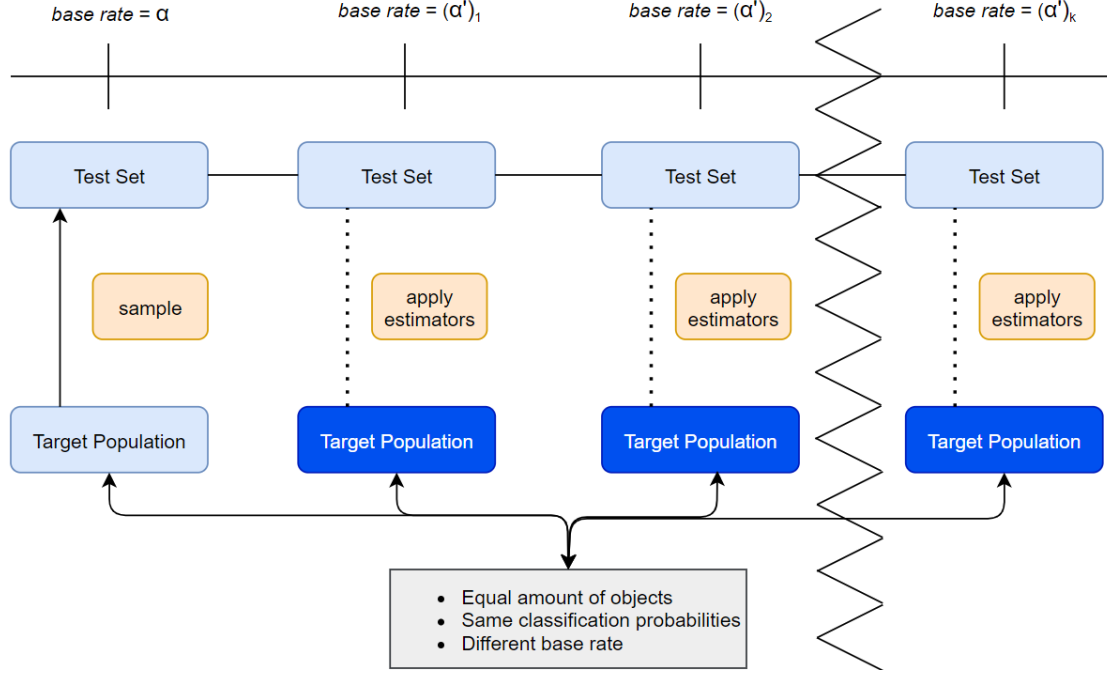 base rate = α
base rate = (α')₁
base rate = (α')₂
base rate = (α')ₖ
Test Set
Test Set
Test Set
Test Set
sample
apply
estimators
apply
estimators
apply
estimators
Target Population
Target Population
Target Population
Target Population
• Equal amount of objects
• Same classification probabilities
• Different base rate